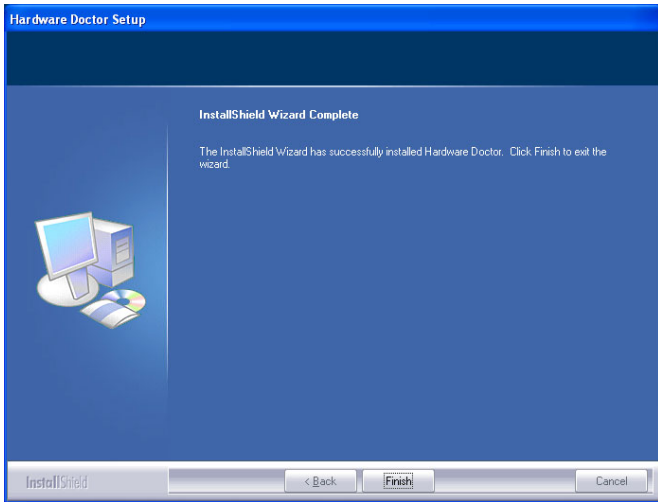 Hardware Doctor Setup
InstallShield Wizard Complete
The InstallShield Wizard has successfully installed Hardware Doctor. Click Finish to exit the
wizard.
InstallShield
< Back
Finish
Cancel